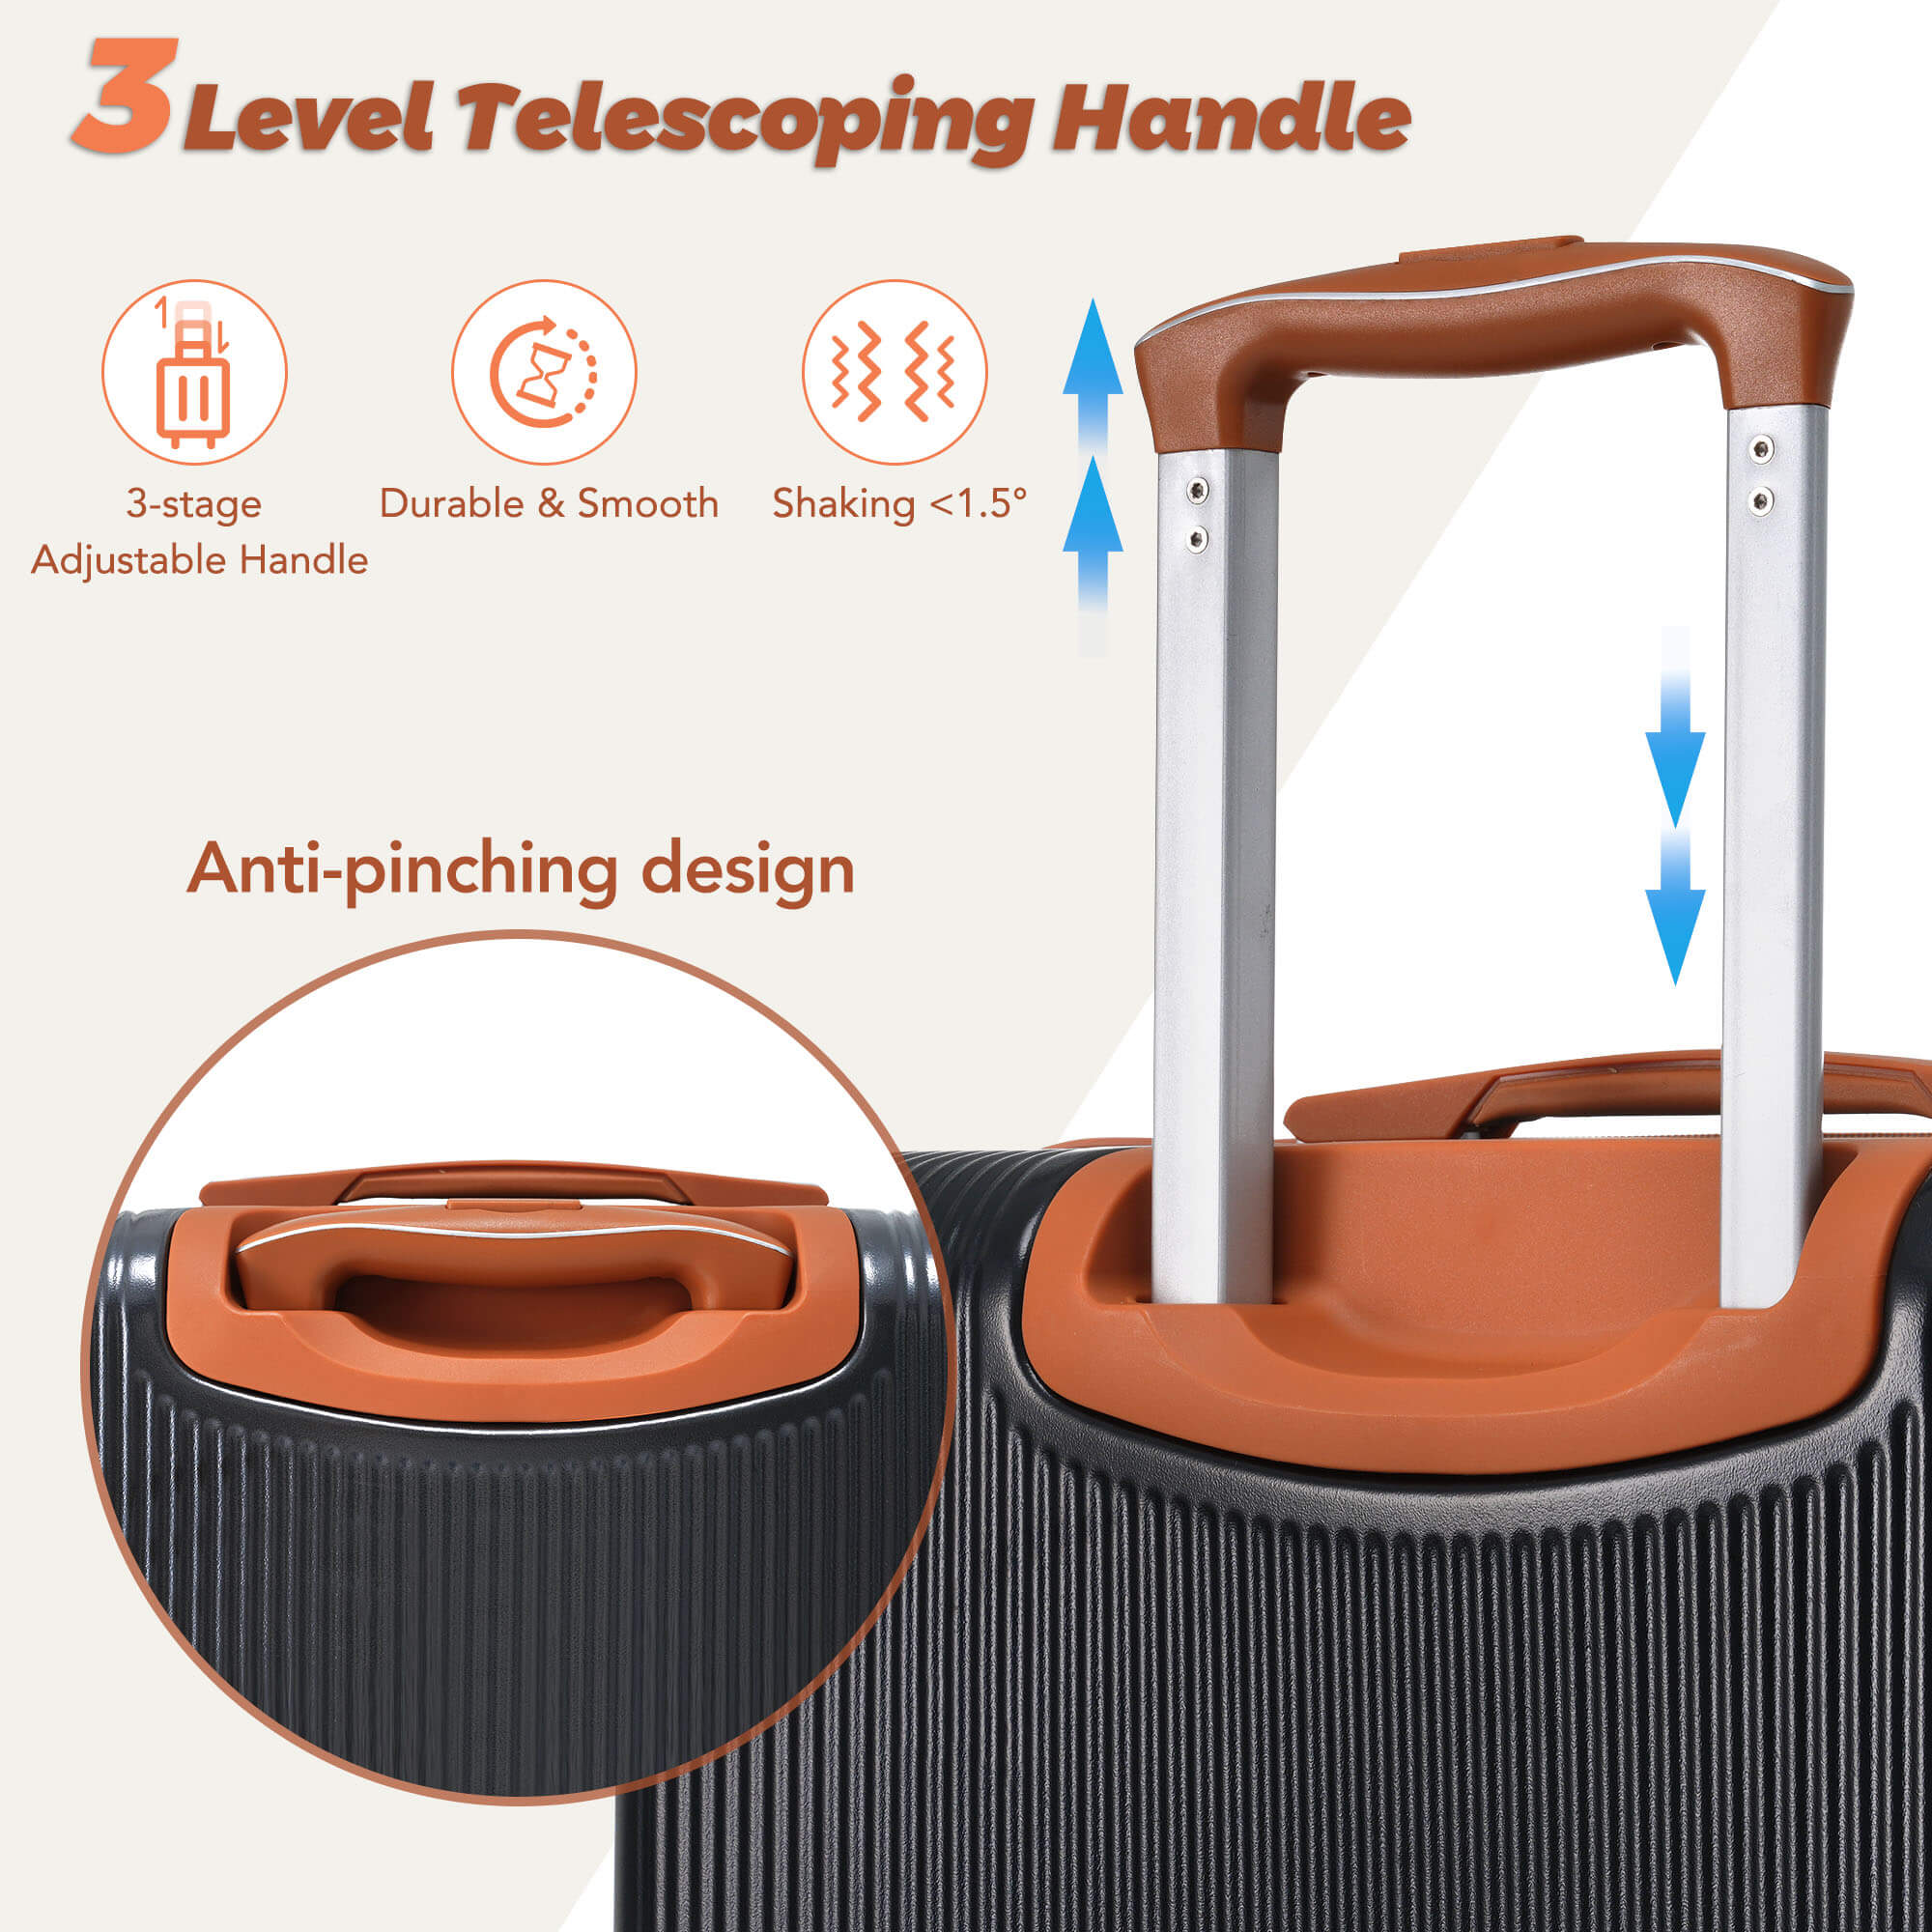 3 Level Telescoping Handle
3-stage
Adjustable Handle
Durable & Smooth
Shaking <1.5°
Anti-pinching design